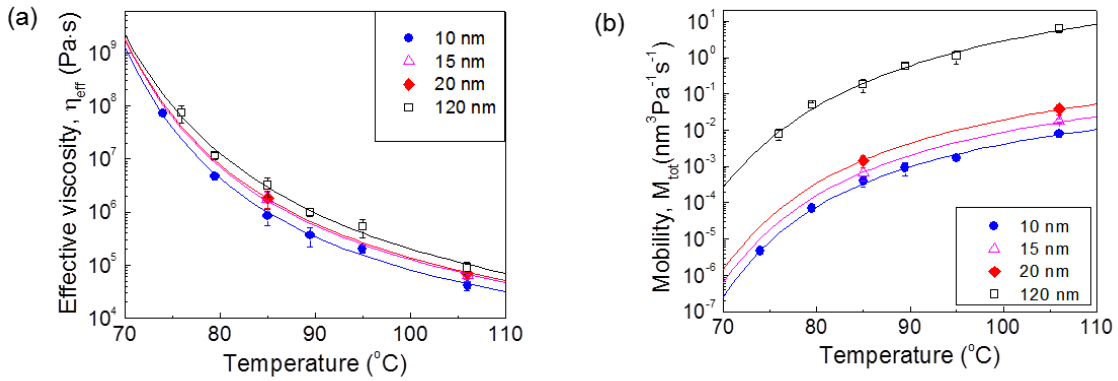 (a)
Effective viscosity, η_eff (Pa·s)
10⁹
10⁸
10⁷
10⁶
10⁵
10⁴
70 80 90 100 110
Temperature (°C)
10 nm
15 nm
20 nm
120 nm
(b)
Mobility, M_tot(nm³Pa⁻¹s⁻¹)
10²
10¹
10⁰
10⁻¹
10⁻²
10⁻³
10⁻⁴
10⁻⁵
10⁻⁶
10⁻⁷
70 80 90 100 110
Temperature (°C)
10 nm
15 nm
20 nm
120 nm